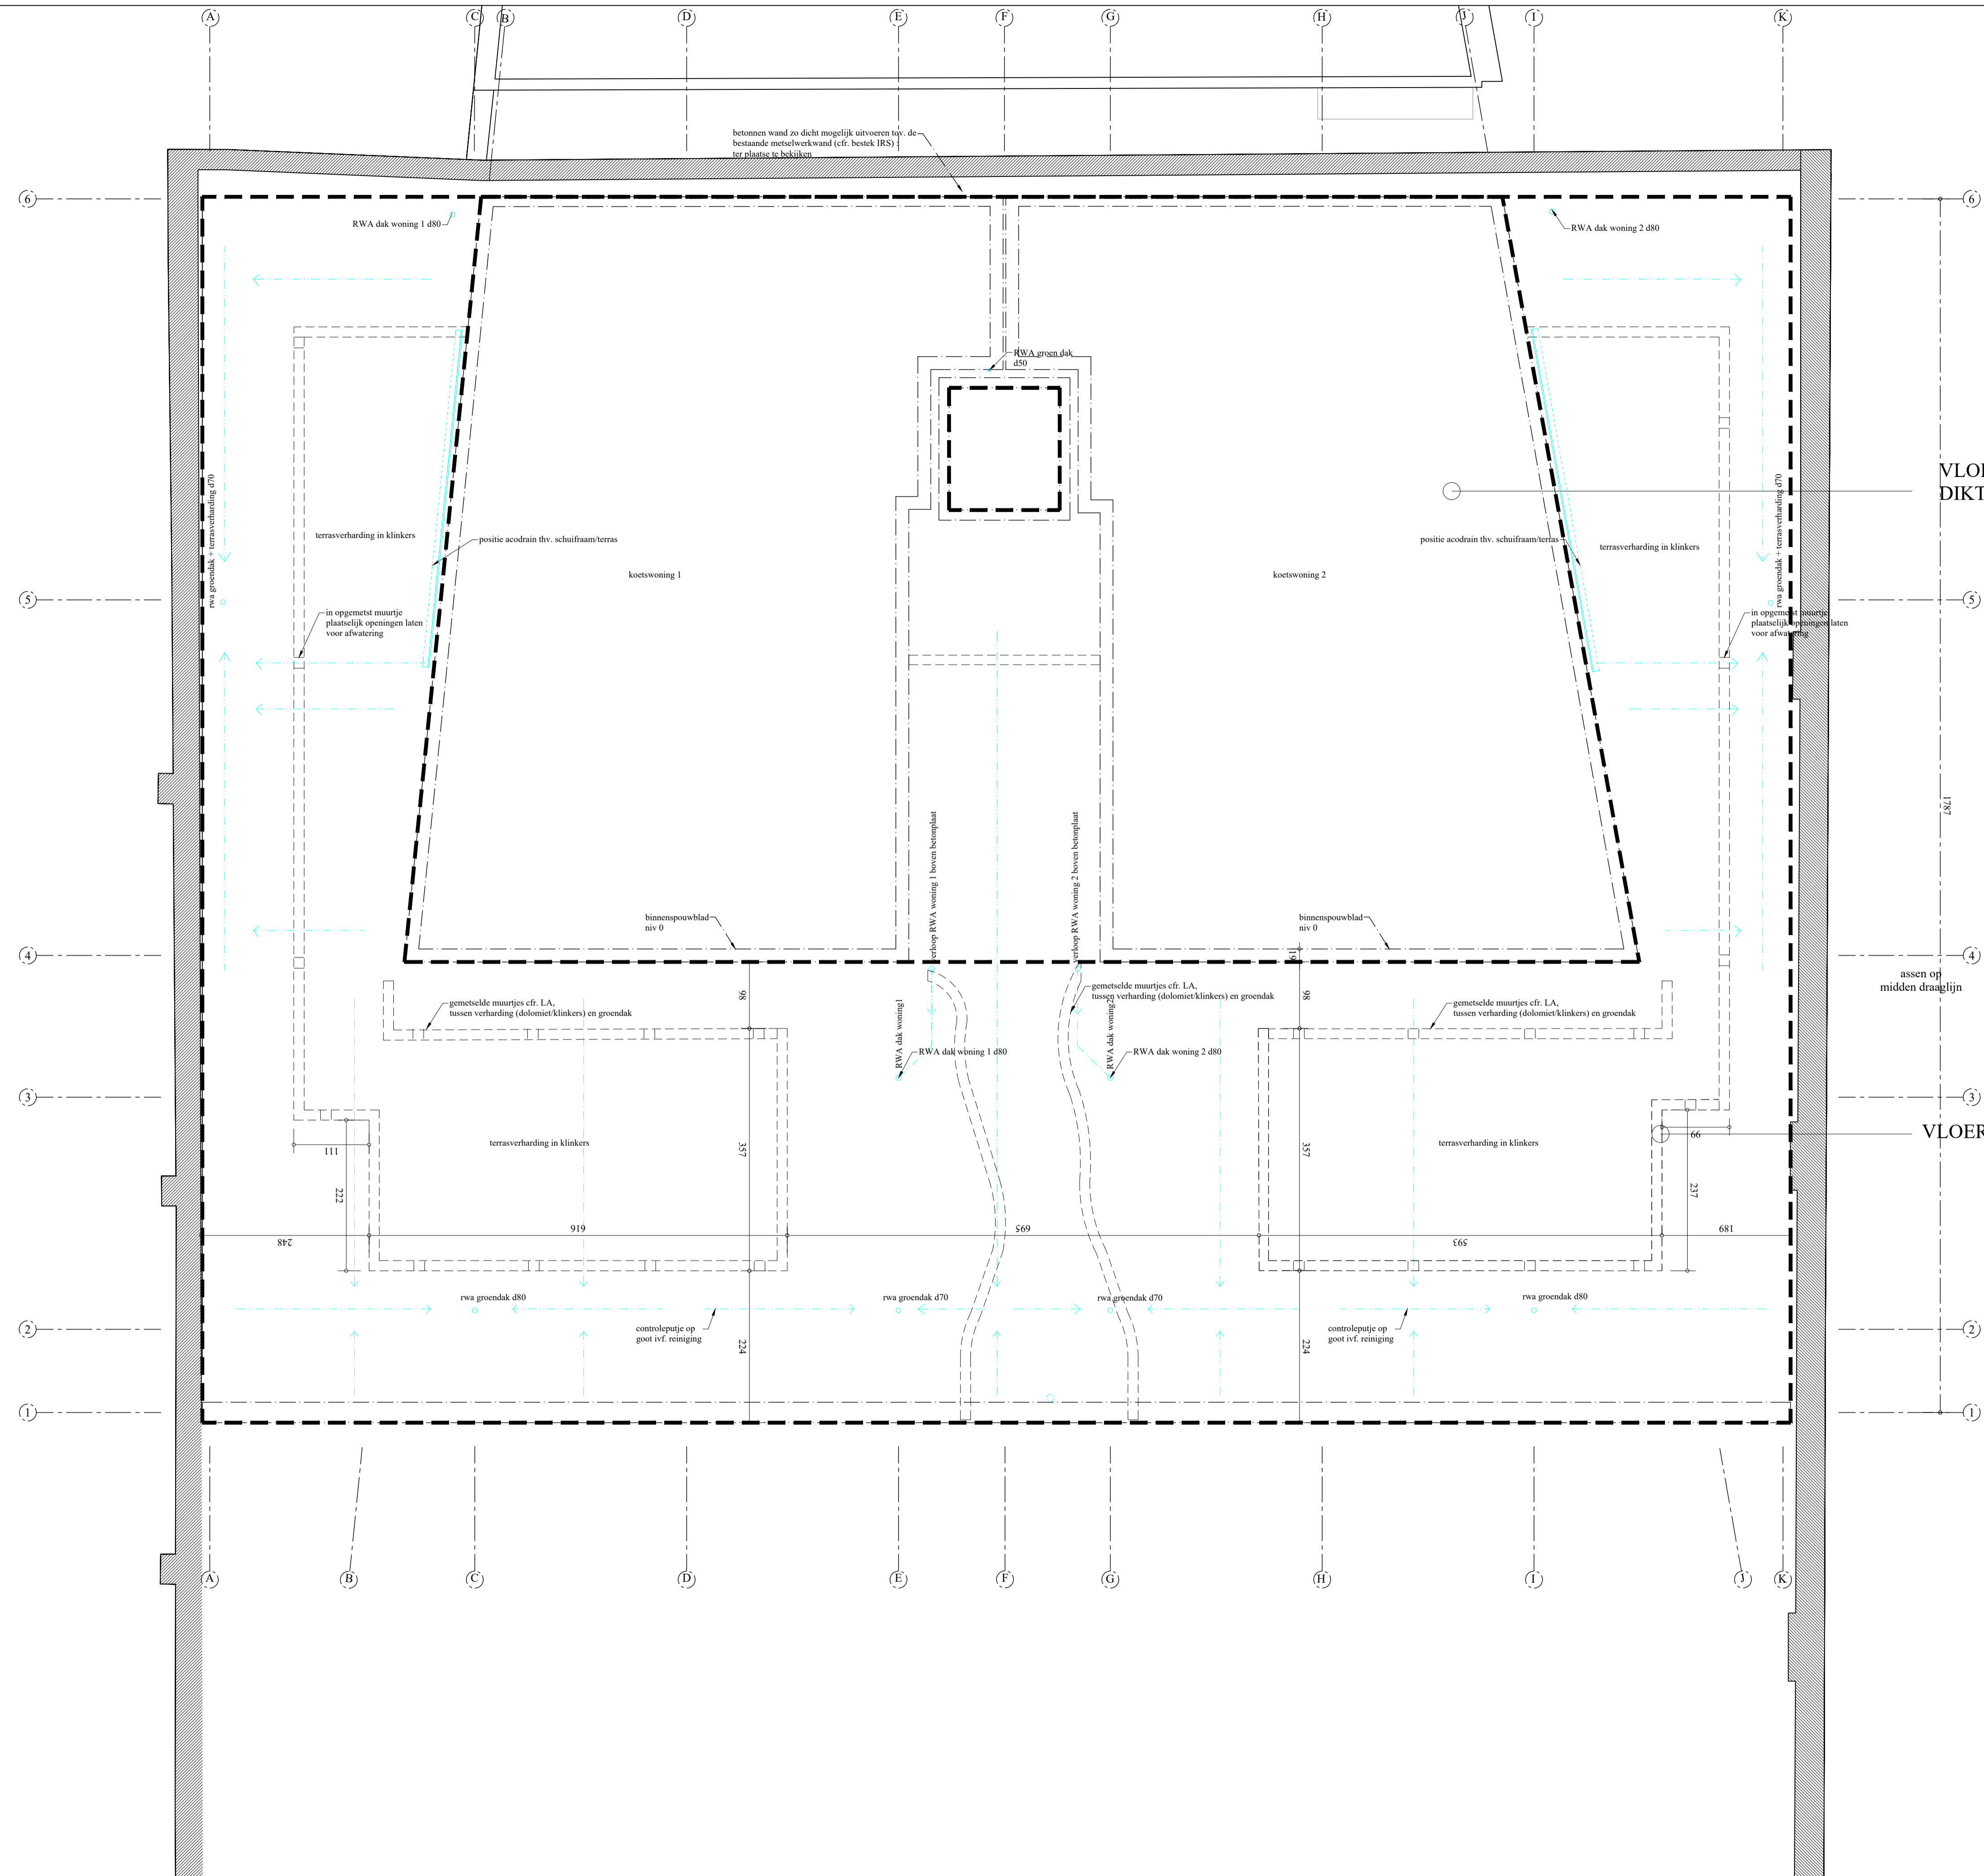 A
C
B
D
E
F
G
H
J
I
K
betonnen wand zo dicht mogelijk uitvoeren tov. de
bestaande metselwerkwand (cfr. bestek IRS) :
ter plaatse te bekijken
6
6
RWA dak woning 1 d80
RWA dak woning 2 d80
RWA groen dak
d50
VLO
DIKT
rwa groendak + terrasverharding d70
rwa groendak + terrasverharding d70
terrasverharding in klinkers
positie acodrain thv. schuifraam/terras
positie acodrain thv. schuifraam/terras
terrasverharding in klinkers
koetswoning 1
koetswoning 2
5
5
in opgemetst muurtje
plaatselijk openingen laten
voor afwatering
in opgemetst muurtje
plaatselijk openingen laten
voor afwatering
1787
verloop RWA woning 1 boven betonplaat
verloop RWA woning 2 boven betonplaat
binnenspouwblad
niv 0
binnenspouwblad
niv 0
4
19
4
assen op
midden draaglijn
98
98
gemetselde muurtjes cfr. LA,
tussen verharding (dolomiet/klinkers) en groendak
gemetselde muurtjes cfr. LA,
tussen verharding (dolomiet/klinkers) en groendak
gemetselde muurtjes cfr. LA,
tussen verharding (dolomiet/klinkers) en groendak
RWA dak woning1
RWA dak woning2
RWA dak woning 1 d80
RWA dak woning 2 d80
3
3
VLOER
99
111
terrasverharding in klinkers
357
357
terrasverharding in klinkers
222
237
248
616
695
593
189
rwa groendak d80
rwa groendak d70
rwa groendak d70
rwa groendak d80
2
controleputje op
goot ivf. reiniging
224
controleputje op
goot ivf. reiniging
224
2
1
1
A
B
C
D
E
F
G
H
I
J
K